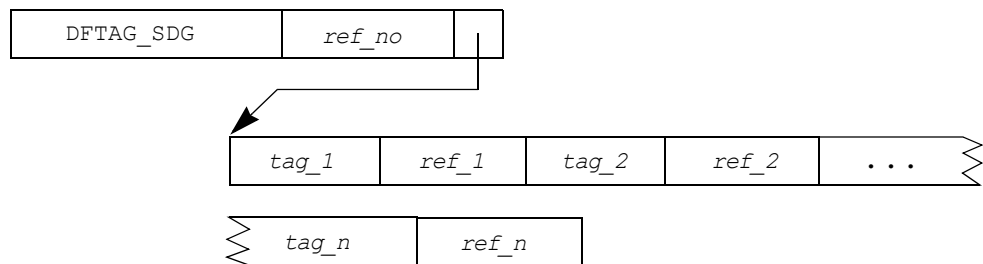 DFTAG_SDG ref_no
tag_1 ref_1 tag_2 ref_2 ...
tag_n ref_n